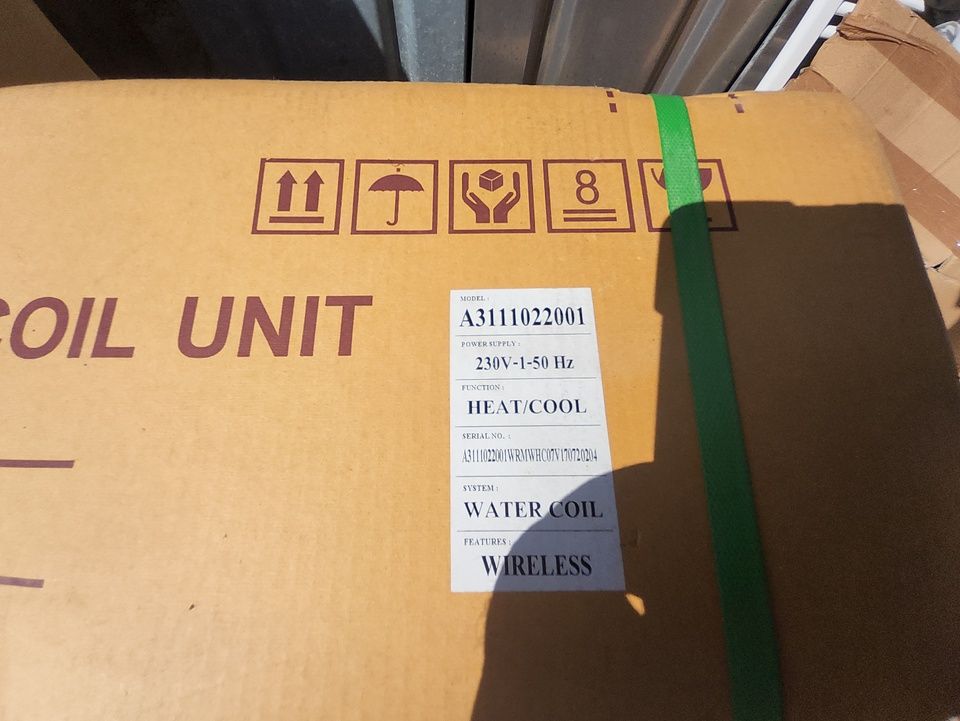 8
COIL UNIT
MODEL :
A3111022001
POWER SUPPLY :
230V-1-50 Hz
FUNCTION :
HEAT/COOL
SERIAL NO. :
A3111022001WRMWHC07V170720204
SYSTEM :
WATER COIL
FEATURES :
WIRELESS